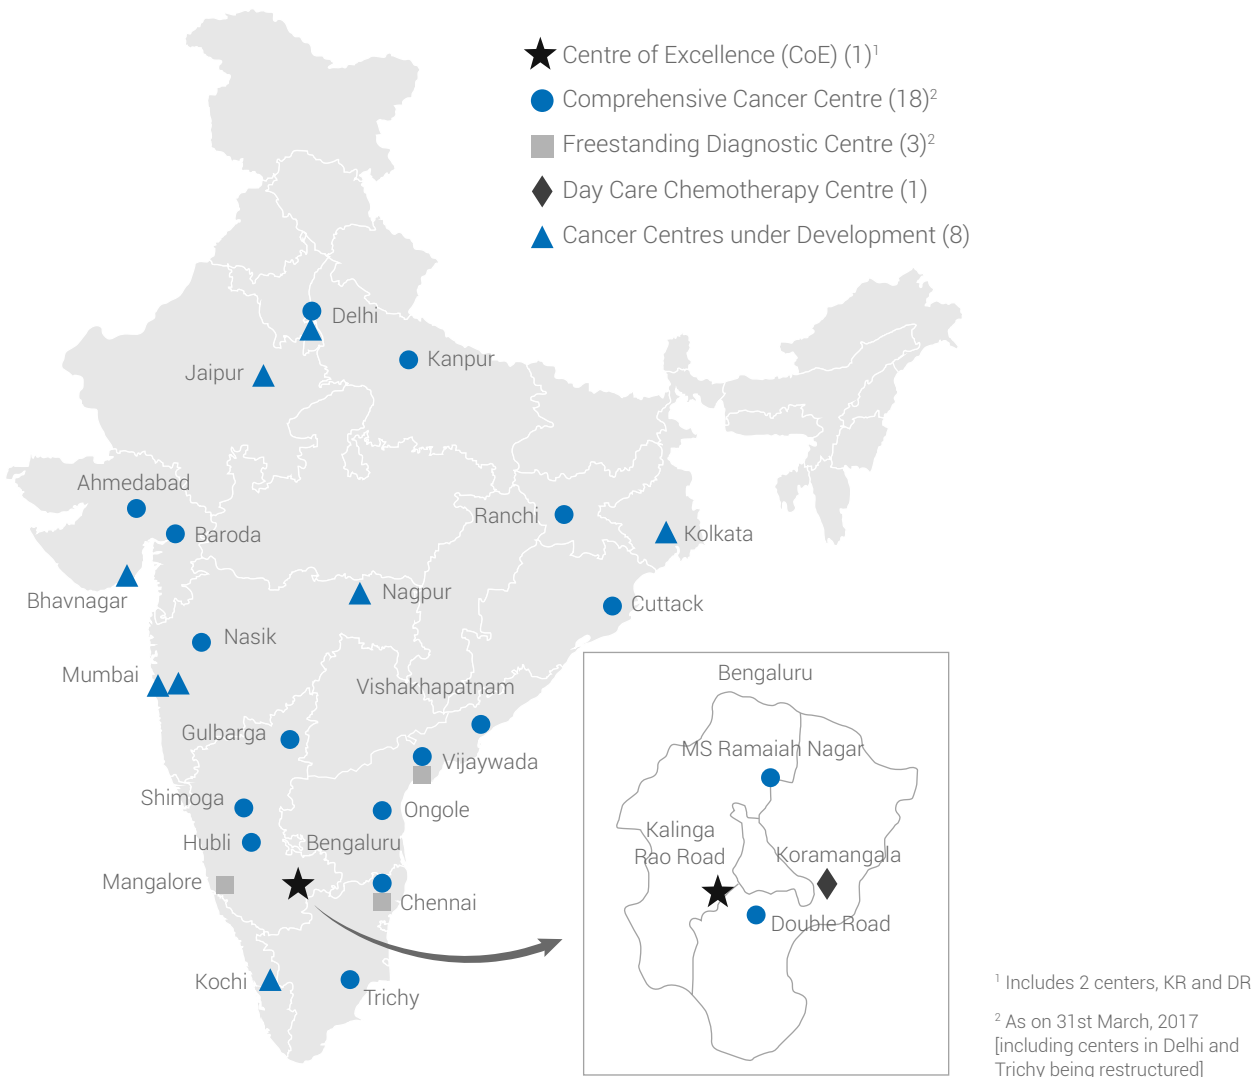 Centre of Excellence (CoE) (1)¹
Comprehensive Cancer Centre (18)²
Freestanding Diagnostic Centre (3)²
Day Care Chemotherapy Centre (1)
Cancer Centres under Development (8)
Delhi
Kanpur
Jaipur
Ahmedabad
Baroda
Ranchi
Kolkata
Bhavnagar
Nagpur
Cuttack
Nasik
Mumbai
Vishakhapatnam
Gulbarga
Vijaywada
Shimoga
Ongole
Hubli
Bengaluru
Mangalore
Chennai
Kochi
Trichy
Bengaluru
MS Ramaiah Nagar
Kalinga
Rao Road
Koramangala
Double Road
¹ Includes 2 centers, KR and DR
² As on 31st March, 2017
[including centers in Delhi and
Trichy being restructured]